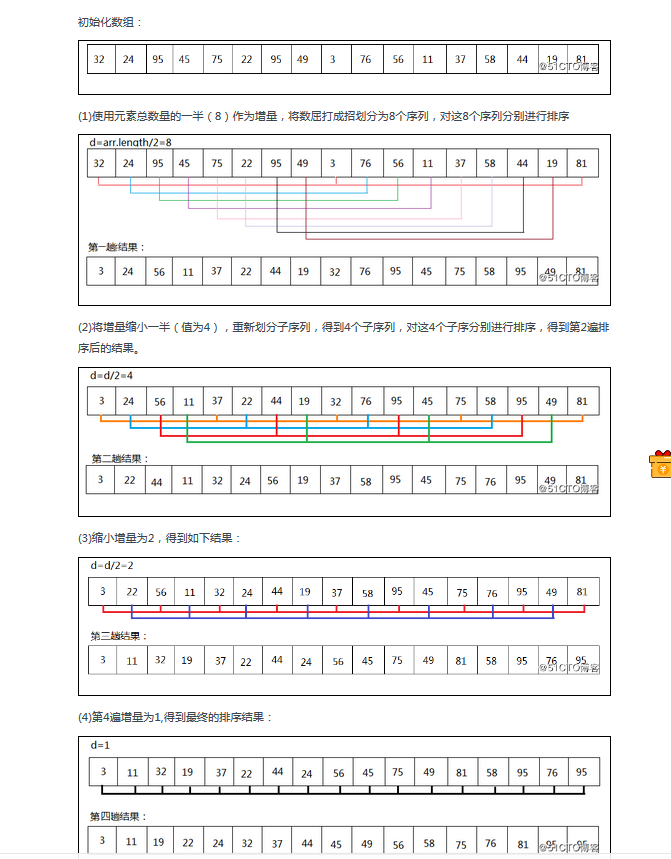 初始化数组：
32 24 95 45 75 22 95 49 3 76 56 11 37 58 44 19 81
@51CTO博客
(1)使用元素总数量的一半（8）作为增量，将数屈打成招划分为8个序列，对这8个序列分别进行排序
d=arr.length/2=8
32 24 95 45 75 22 95 49 3 76 56 11 37 58 44 19 81
第一趟结果：
3 24 56 11 37 22 44 19 32 76 95 45 75 58 95 49 81
@51CTO博客
(2)将增量缩小一半（值为4），重新划分子序列，得到4个子序列，对这4个子序分别进行排序，得到第2遍排
序后的结果。
d=d/2=4
3 24 56 11 37 22 44 19 32 76 95 45 75 58 95 49 81
第二趟结果：
3 22 44 11 32 24 56 19 37 58 95 45 75 76 95 49 81
@51CTO博客
(3)缩小增量为2，得到如下结果：
d=d/2=2
3 22 56 11 32 24 44 19 37 58 95 45 75 76 95 49 81
第三趟结果：
3 11 32 19 37 22 44 24 56 45 75 49 81 58 95 76 95
@51CTO博客
(4)第4遍增量为1,得到最终的排序结果：
d=1
3 11 32 19 37 22 44 24 56 45 75 49 81 58 95 76 95
第四趟结果：
3 11 19 22 24 32 37 44 45 49 56 58 75 76 81 95 95
@51CTO博客
¥